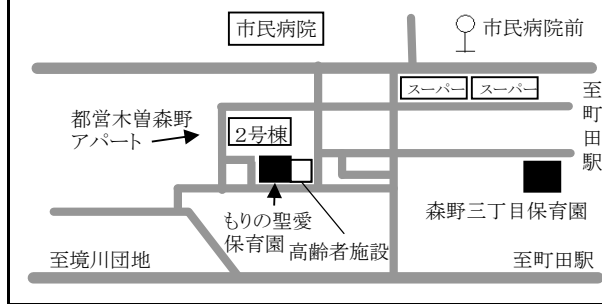 市民病院
市民病院前
スーパー
スーパー
至町田駅
都営木曽森野
アパート
2号棟
もりの聖愛
保育園
高齢者施設
森野三丁目保育園
至境川団地
至町田駅